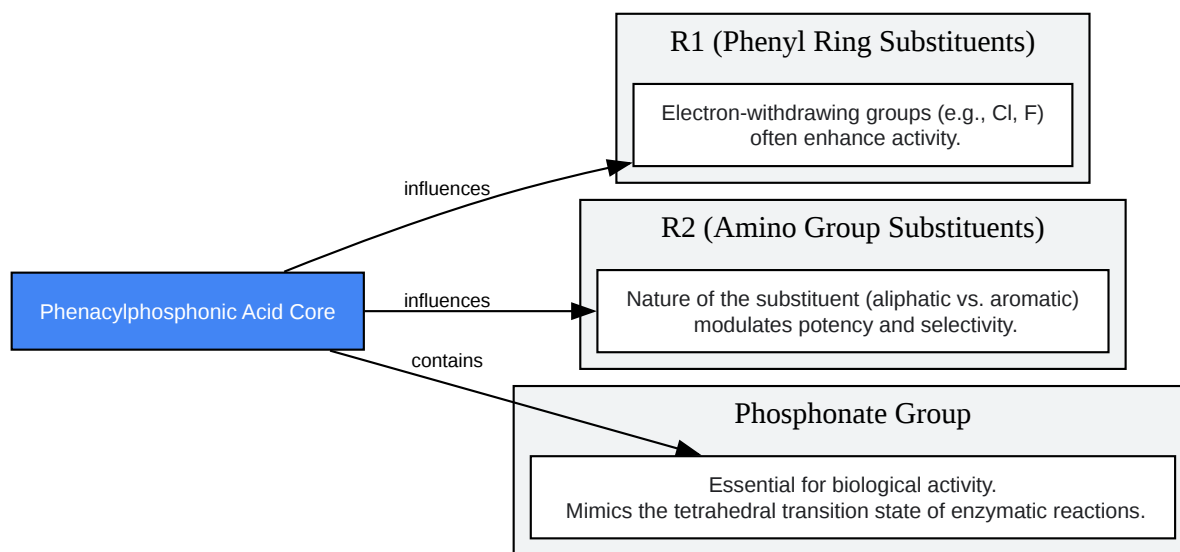 R1 (Phenyl Ring Substituents)
Electron-withdrawing groups (e.g., Cl, F)
often enhance activity.
influences
R2 (Amino Group Substituents)
Phenacylphosphonic Acid Core
influences
Nature of the substituent (aliphatic vs. aromatic)
modulates potency and selectivity.
contains
Phosphonate Group
Essential for biological activity.
Mimics the tetrahedral transition state of enzymatic reactions.